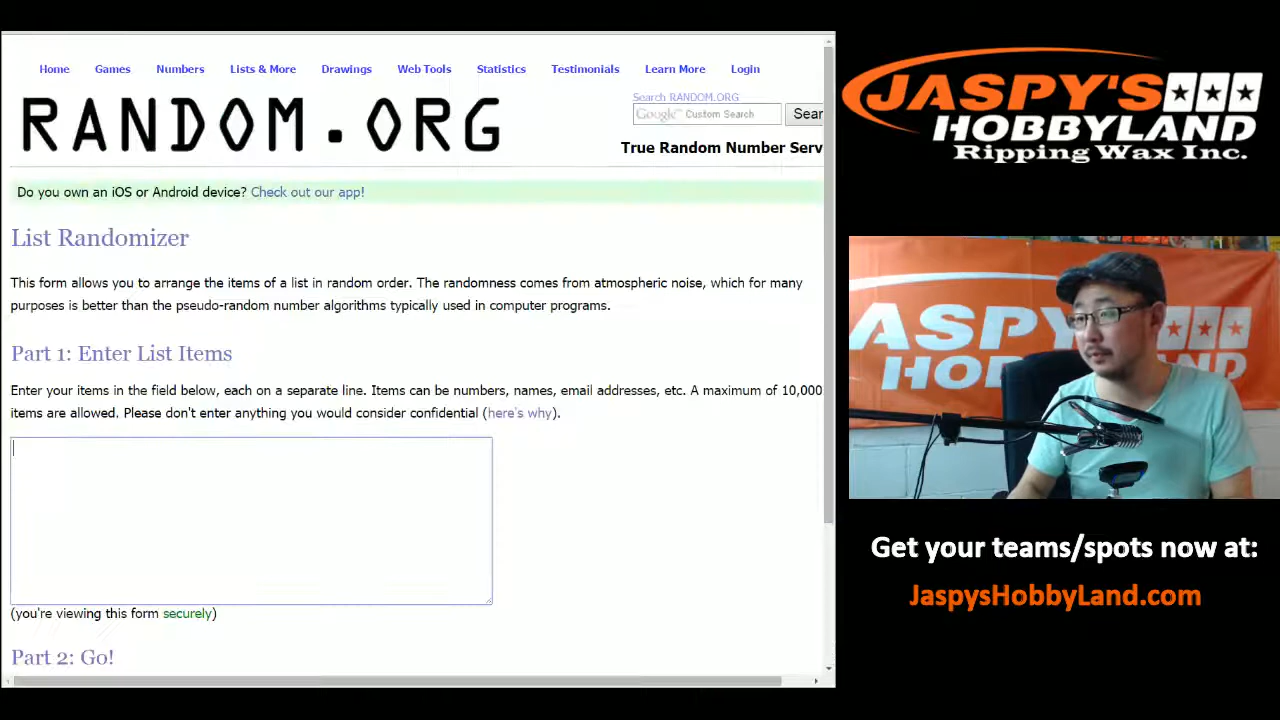 Home Games Numbers Lists & More Drawings Web Tools Statistics Testimonials Learn More Login
RANDOM.ORG
Search RANDOM.ORG
Google™ Custom Search
Sear
True Random Number Serv
Do you own an iOS or Android device? Check out our app!
List Randomizer
This form allows you to arrange the items of a list in random order. The randomness comes from atmospheric noise, which for many
purposes is better than the pseudo-random number algorithms typically used in computer programs.
Part 1: Enter List Items
Enter your items in the field below, each on a separate line. Items can be numbers, names, email addresses, etc. A maximum of 10,000
items are allowed. Please don't enter anything you would consider confidential (here's why).
(you're viewing this form securely)
Part 2: Go!
JASPY'S
HOBBYLAND
Ripping Wax Inc.
ASPY
HOB
Get your teams/spots now at:
JaspysHobbyLand.com